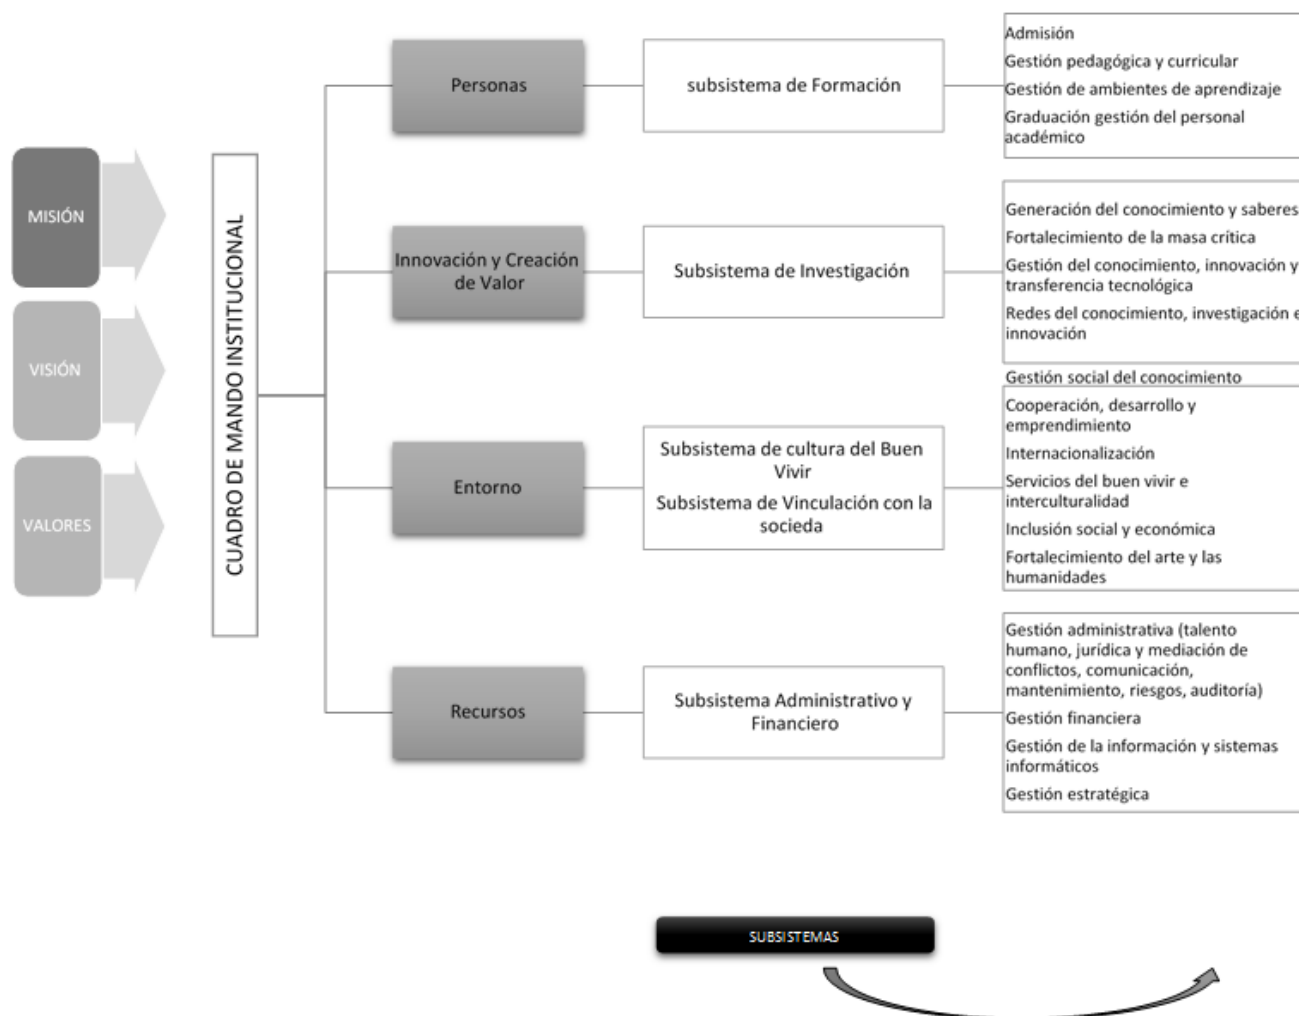 MISIÓN
VISIÓN
VALORES
CUADRO DE MANDO INSTITUCIONAL
Personas
subsistema de Formación
Admisión
Gestión pedagógica y curricular
Gestión de ambientes de aprendizaje
Graduación gestión del personal
académico
Innovación y Creación
de Valor
Subsistema de Investigación
Generación del conocimiento y saberes
Fortalecimiento de la masa crítica
Gestión del conocimiento, innovación y
transferencia tecnológica
Redes del conocimiento, investigación e
innovación
Entorno
Subsistema de cultura del Buen
Vivir
Subsistema de Vinculación con la
socieda
Gestión social del conocimiento
Cooperación, desarrollo y
emprendimiento
Internacionalización
Servicios del buen vivir e
interculturalidad
Inclusión social y económica
Fortalecimiento del arte y las
humanidades
Recursos
Subsistema Administrativo y
Financiero
Gestión administrativa (talento
humano, jurídica y mediación de
conflictos, comunicación,
mantenimiento, riesgos, auditoría)
Gestión financiera
Gestión de la información y sistemas
informáticos
Gestión estratégica
SUBSISTEMAS